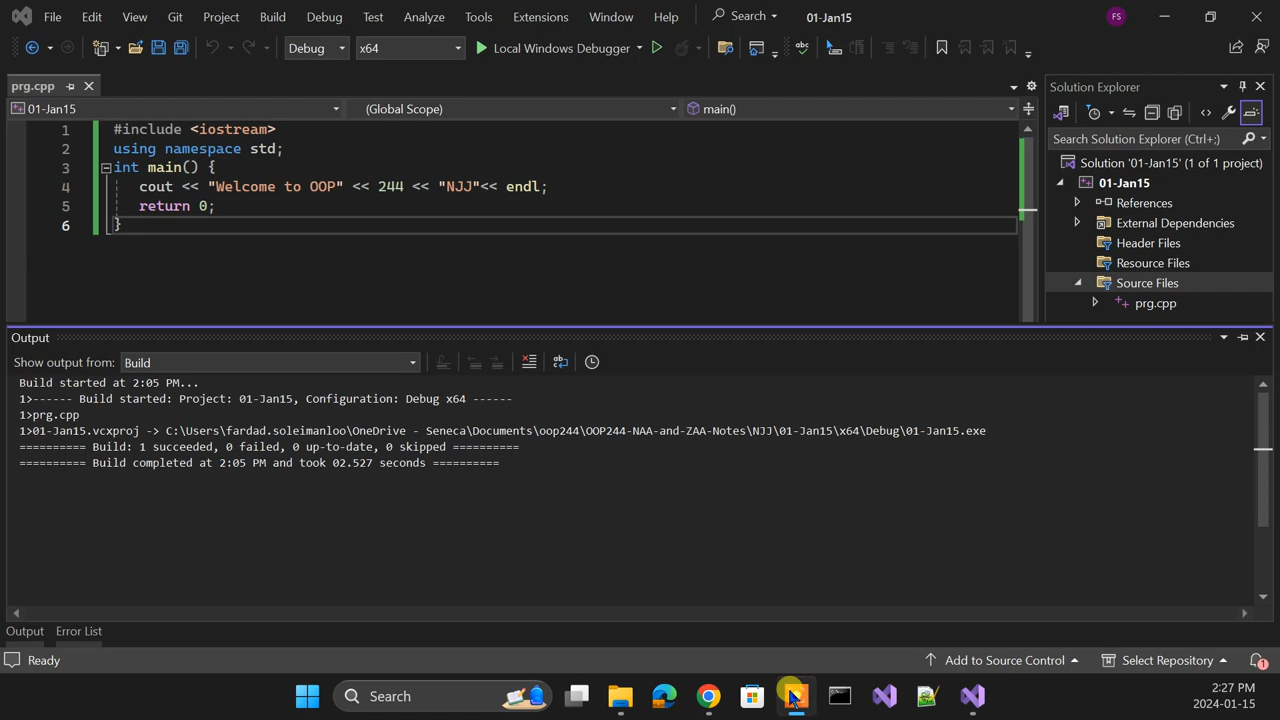 File Edit View Git Project Build Debug Test Analyze Tools Extensions Window Help Search 01-Jan15 FS
Debug x64 Local Windows Debugger
prg.cpp
01-Jan15 (Global Scope) main()
1 #include <iostream>
2 using namespace std;
3 int main() {
4 cout << "Welcome to OOP" << 244 << "NJJ"<< endl;
5 return 0;
6 }
Solution Explorer
Search Solution Explorer (Ctrl+;)
Solution '01-Jan15' (1 of 1 project)
01-Jan15
References
External Dependencies
Header Files
Resource Files
Source Files
prg.cpp
Output
Show output from: Build
Build started at 2:05 PM...
1>------ Build started: Project: 01-Jan15, Configuration: Debug x64 ------
1>prg.cpp
1>01-Jan15.vcxproj -> C:\Users\fardad.soleimanloo\OneDrive - Seneca\Documents\oop244\OOP244-NAA-and-ZAA-Notes\NJJ\01-Jan15\x64\Debug\01-Jan15.exe
========== Build: 1 succeeded, 0 failed, 0 up-to-date, 0 skipped ==========
========== Build completed at 2:05 PM and took 02.527 seconds ==========
Output Error List
Ready Add to Source Control Select Repository 1
Search
2:27 PM
2024-01-15